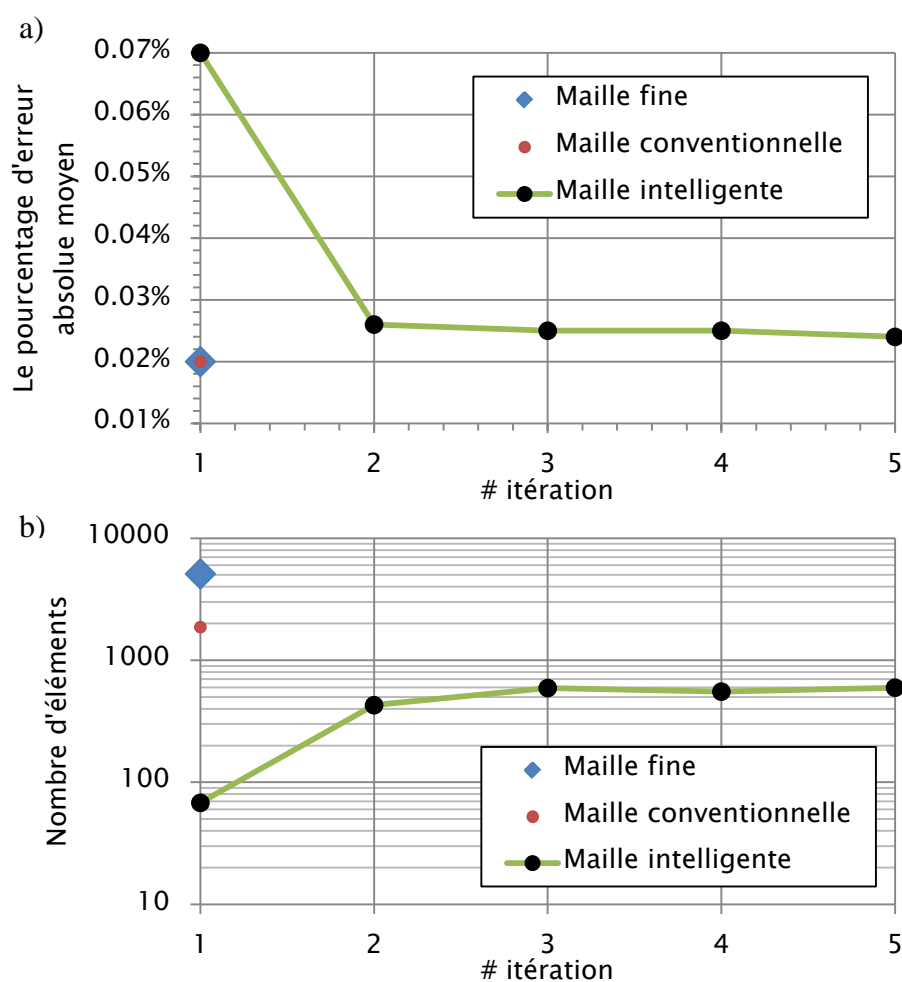 a)
Le pourcentage d'erreur
absolue moyen
0.07%
0.06%
0.05%
0.04%
0.03%
0.02%
0.01%
Maille fine
Maille conventionnelle
Maille intelligente
1 2 3 4 5
# itération
b)
Nombre d'éléments
10000
1000
100
10
Maille fine
Maille conventionnelle
Maille intelligente
1 2 3 4 5
# itération